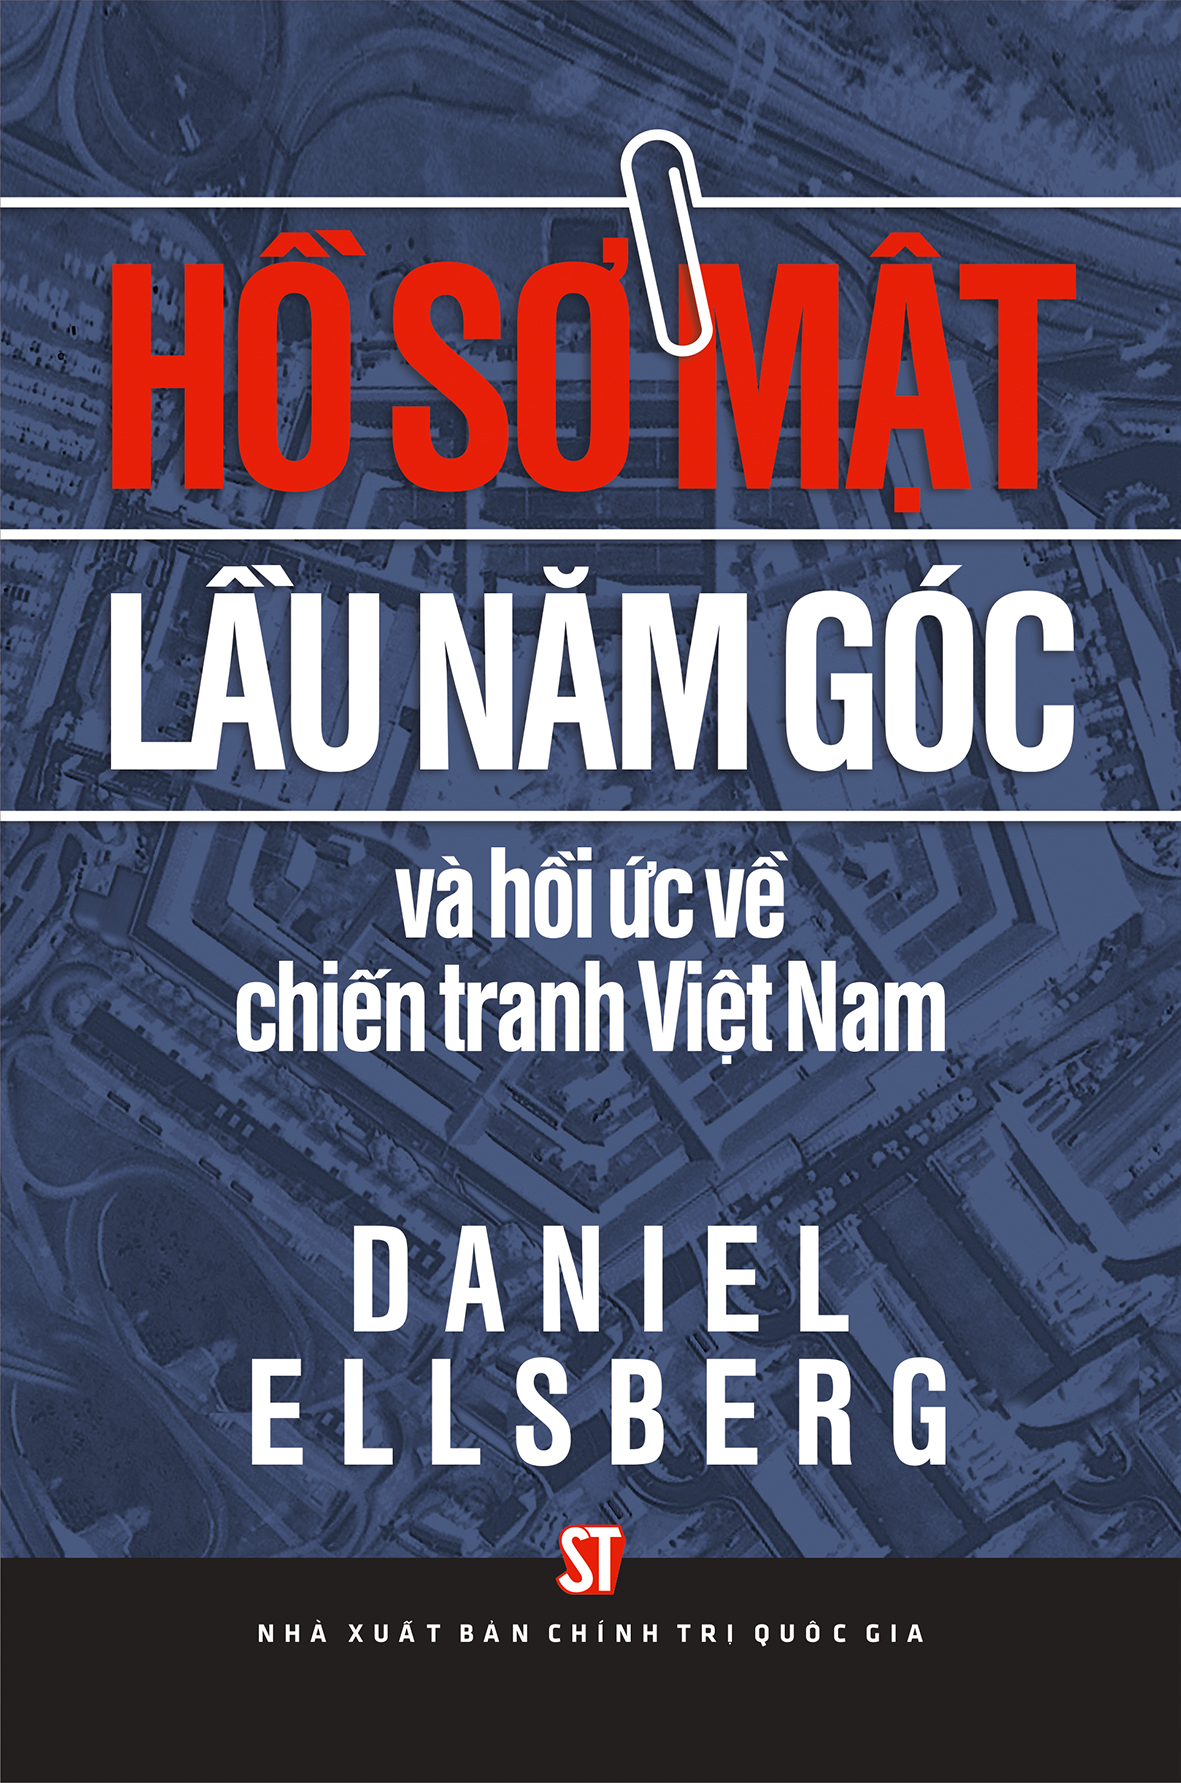 HỒ SƠ MẬT
LẦU NĂM GÓC
và hồi ức về
chiến tranh Việt Nam
DANIEL
ELLSBERG
ST
NHÀ XUẤT BẢN CHÍNH TRỊ QUÔC GIA